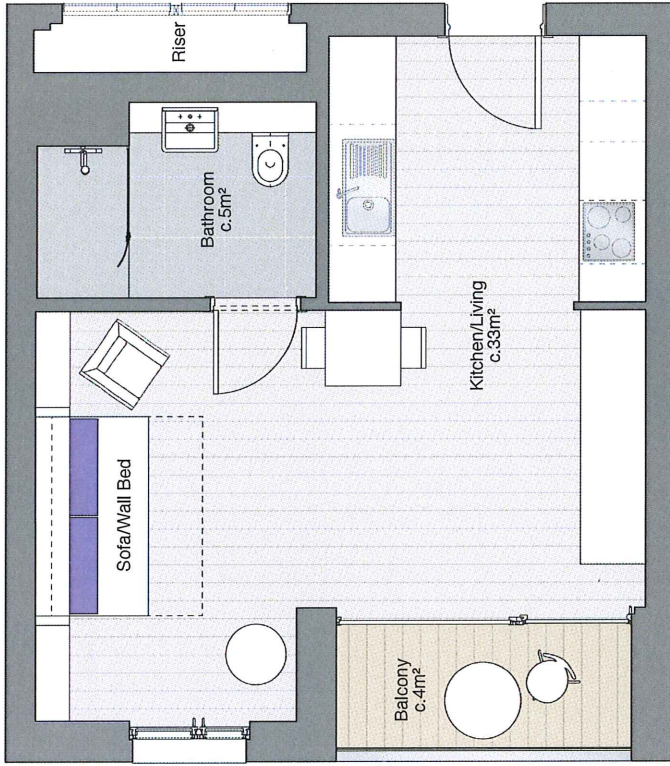 Riser
Bathroom
c.5m²
Kitchen/Living
c.33m²
Sofa/Wall Bed
Balcony
c.4m²